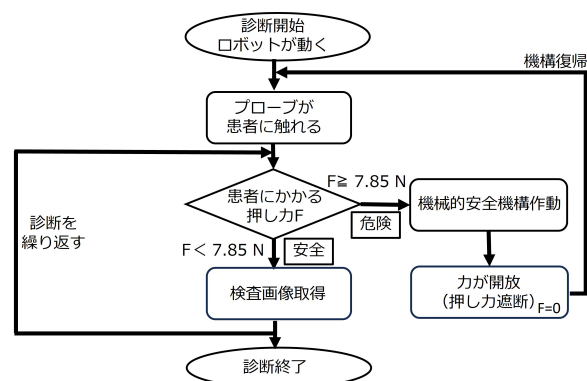 診断開始
ロボットが動く
機構復帰
プローブが
患者に触れる
F≧ 7.85 N
患者にかかる
押し力F
機械的安全機構作動
危険
診断を
繰り返す
F< 7.85 N
安全
検査画像取得
力が開放
（押し力遮断）F=0
診断終了